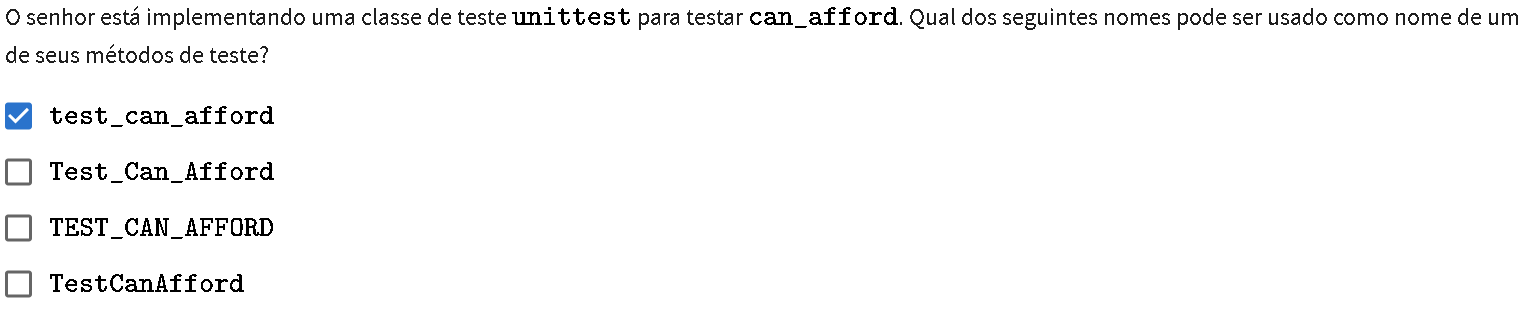 O senhor está implementando uma classe de teste unittest para testar can_afford. Qual dos seguintes nomes pode ser usado como nome de um
de seus métodos de teste?
test_can_afford
Test_Can_Afford
TEST_CAN_AFFORD
TestCanAfford